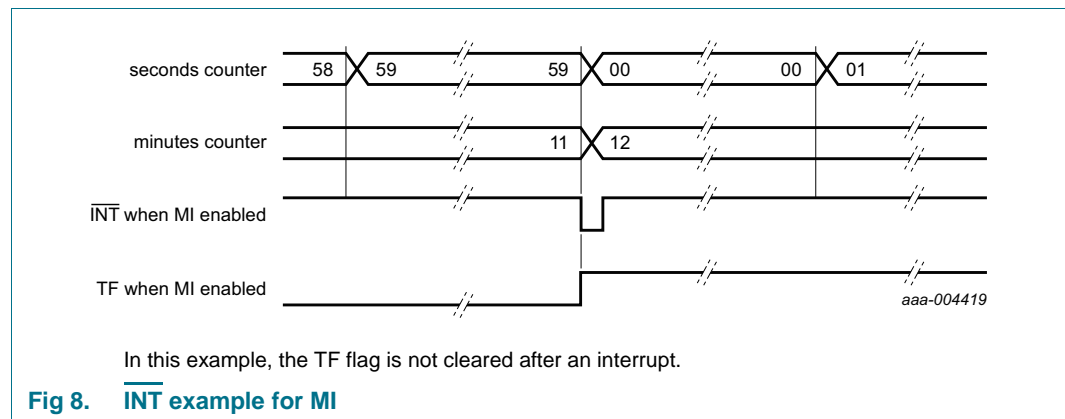 seconds counter 58 59 59 00 00 01
minutes counter 11 12
INT when MI enabled
TF when MI enabled
aaa-004419
In this example, the TF flag is not cleared after an interrupt.
Fig 8. INT example for MI